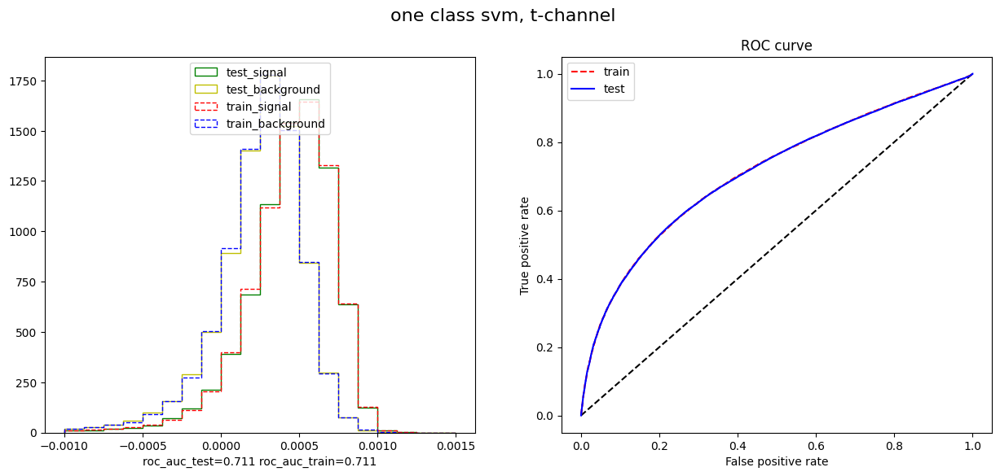 one class svm, t-channel
test_signal
test_background
train_signal
train_background
1750
1500
1250
1000
750
500
250
0
−0.0010 −0.0005 0.0000 0.0005 0.0010 0.0015
roc_auc_test=0.711 roc_auc_train=0.711
ROC curve
train
test
True positive rate
1.0
0.8
0.6
0.4
0.2
0.0
0.0 0.2 0.4 0.6 0.8 1.0
False positive rate